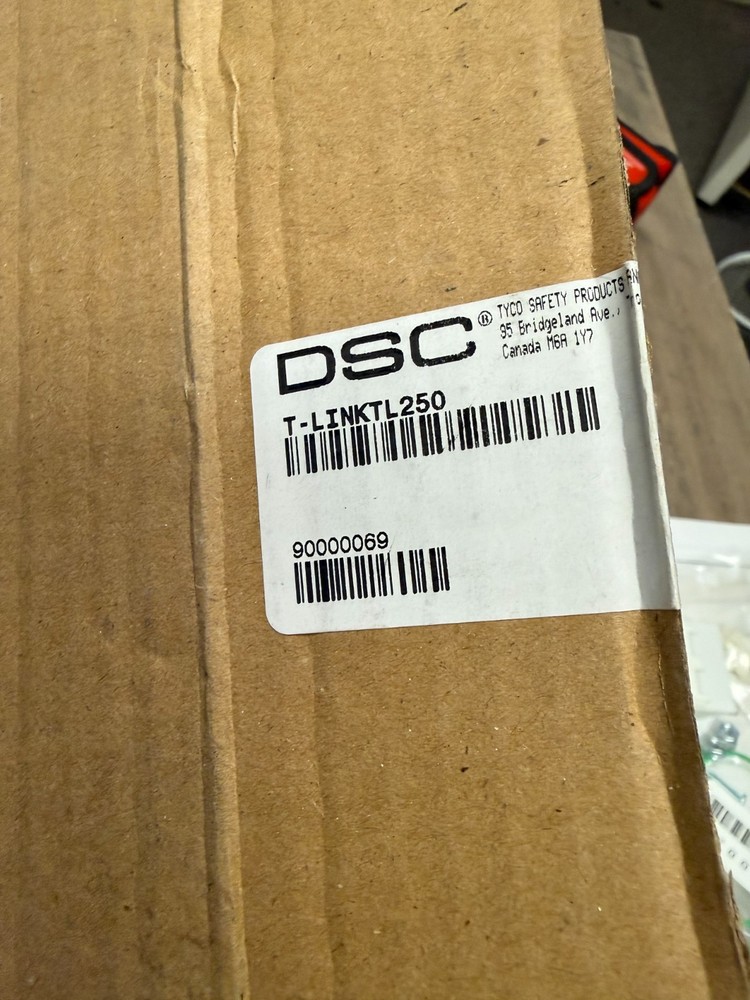 DSC®
TYCO SAFETY PRODUCTS
95 Bridgeland Ave.,
Canada M6A 1Y7
T-LINKTL250
90000069